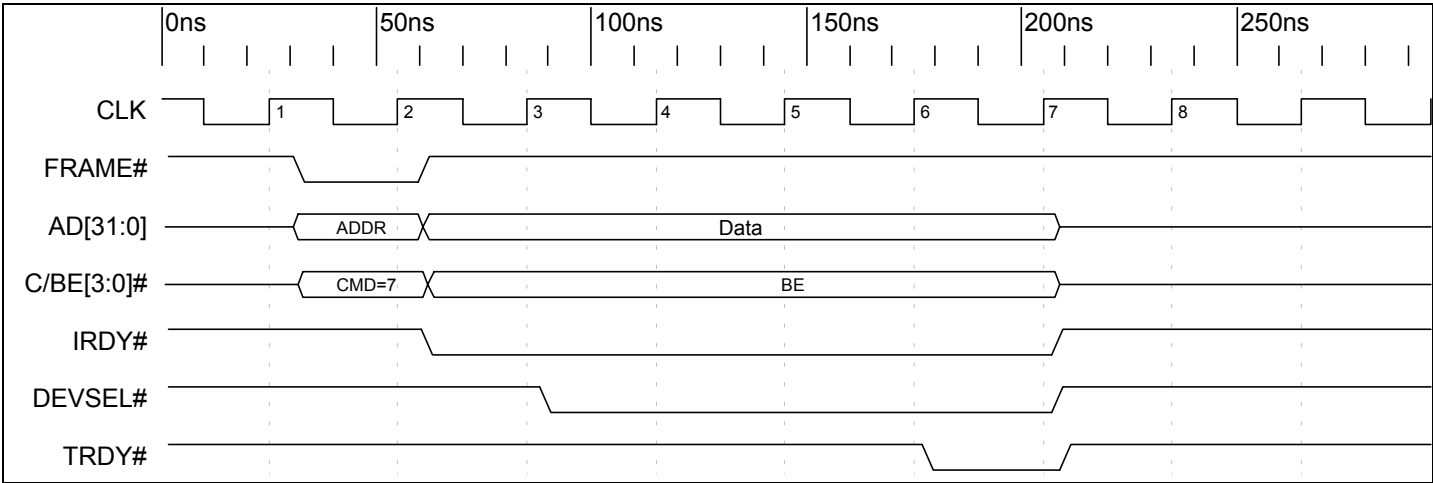 0ns 50ns 100ns 150ns 200ns 250ns
CLK 1 2 3 4 5 6 7 8
FRAME#
AD[31:0] ADDR Data
C/BE[3:0]# CMD=7 BE
IRDY#
DEVSEL#
TRDY#